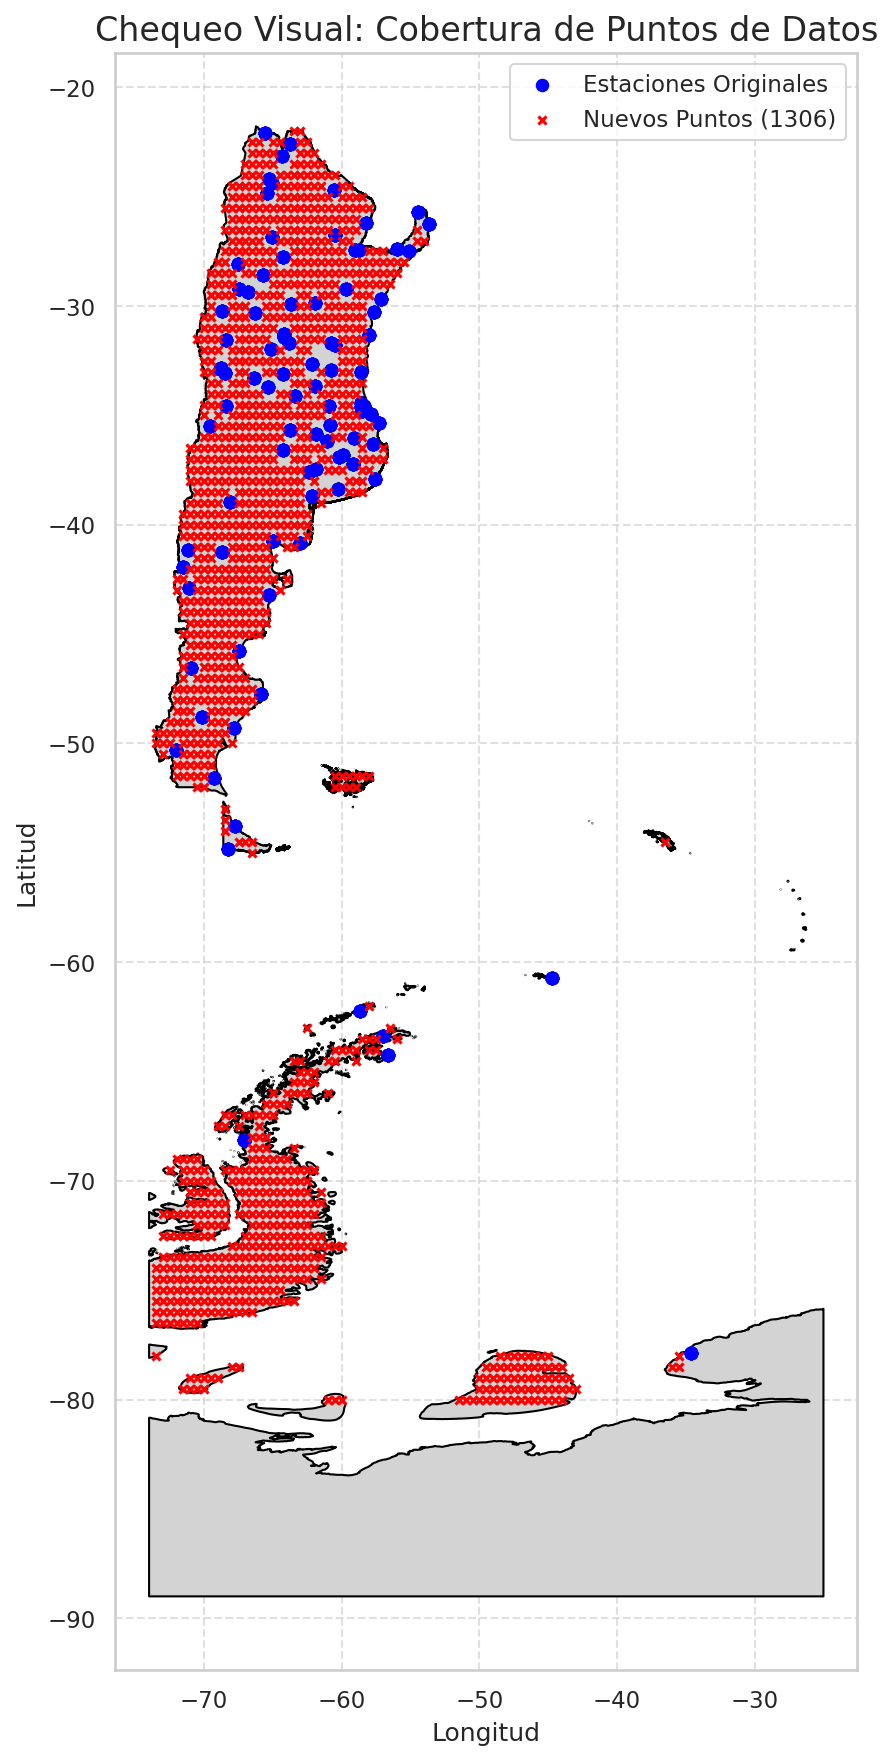 Chequeo Visual: Cobertura de Puntos de Datos
Estaciones Originales
Nuevos Puntos (1306)
−20
−30
−40
−50
−60
−70
−80
−90
Latitud
−70
−60
−50
−40
−30
Longitud